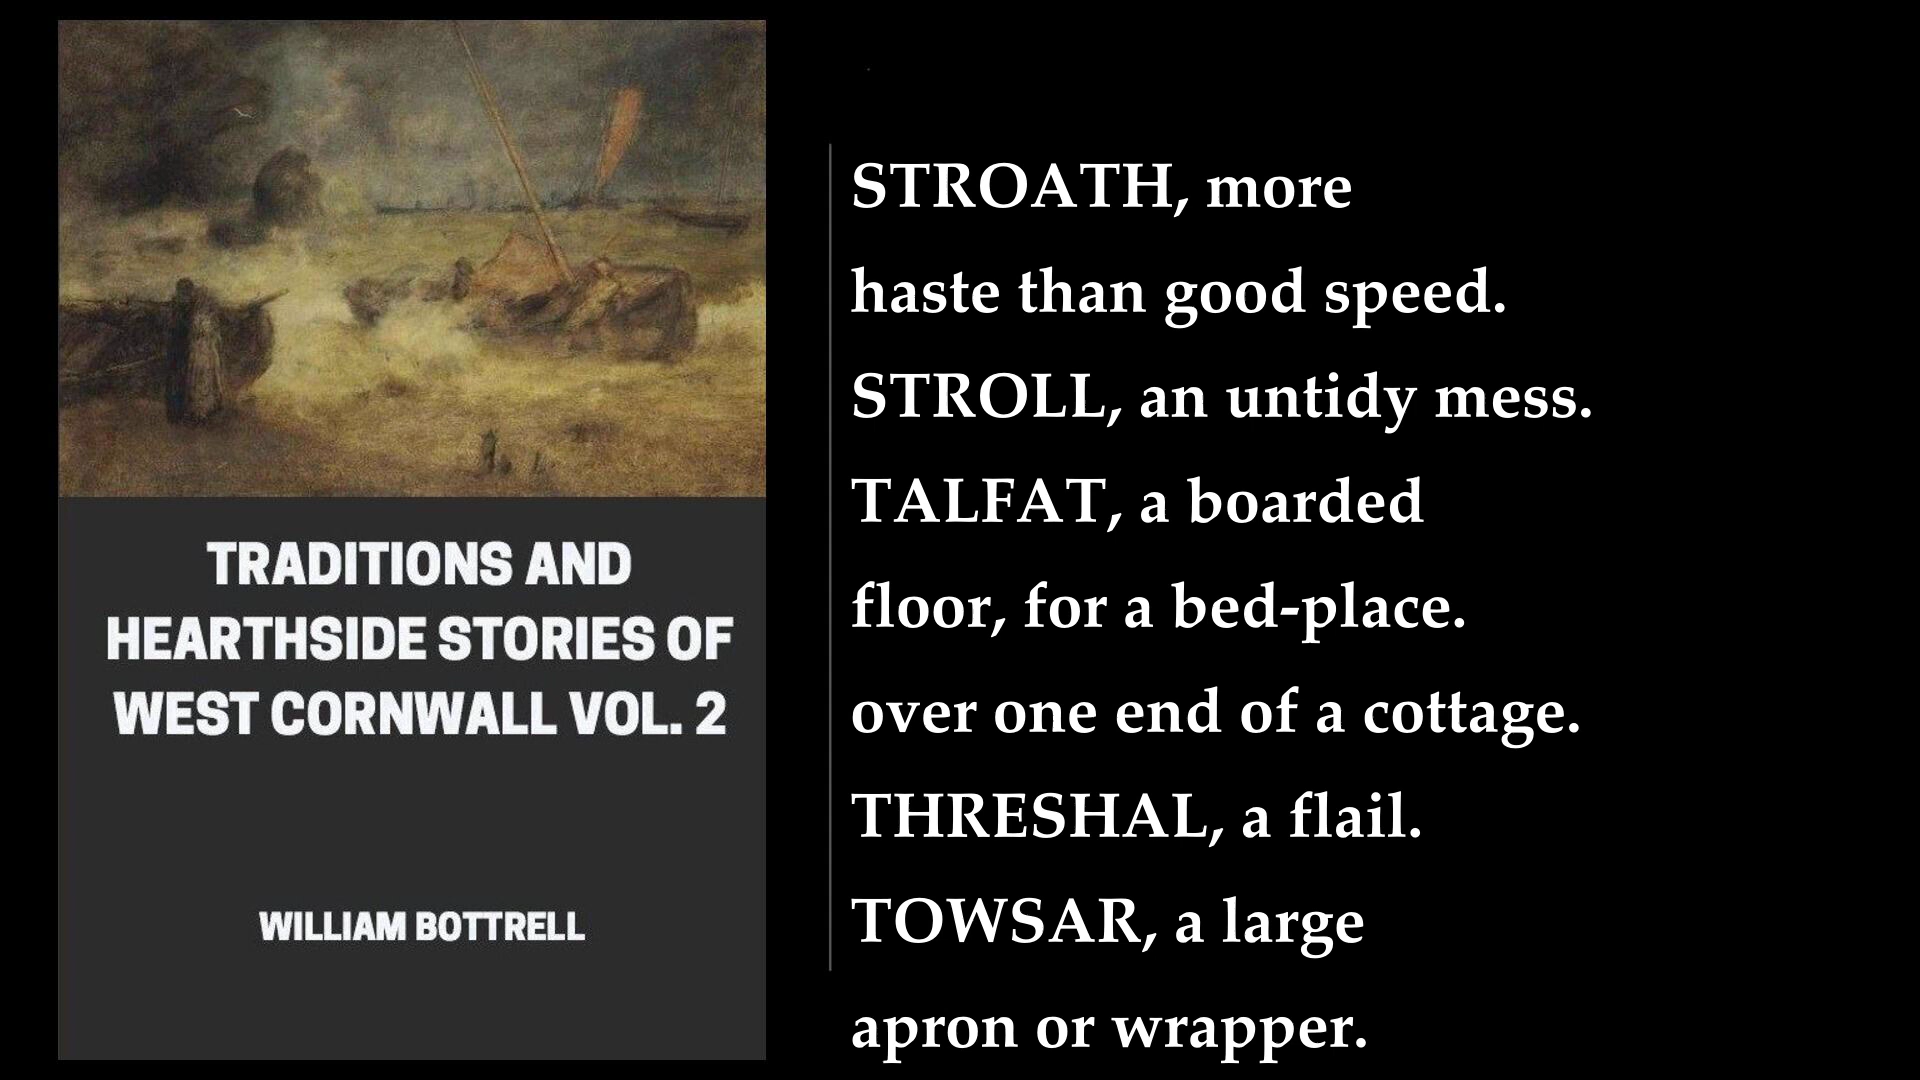 TRADITIONS AND
HEARTHSIDE STORIES OF
WEST CORNWALL VOL. 2
WILLIAM BOTTRELL
STROATH, more
haste than good speed.
STROLL, an untidy mess.
TALFAT, a boarded
floor, for a bed-place.
over one end of a cottage.
THRESHAL, a flail.
TOWSAR, a large
apron or wrapper.